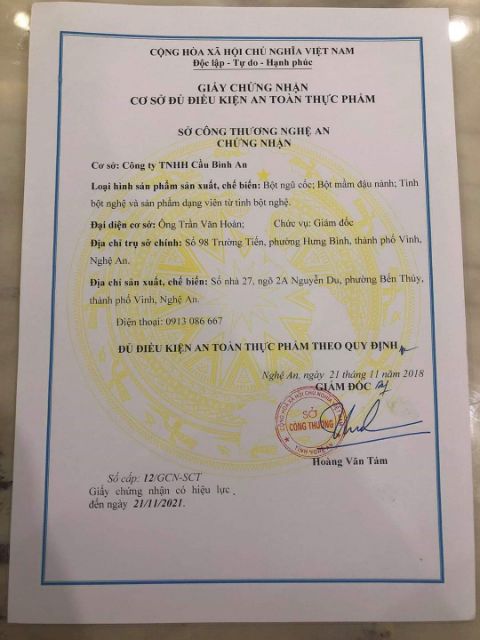 CỘNG HÒA XÃ HỘI CHỦ NGHĨA VIỆT NAM
Độc lập - Tự do - Hạnh phúc
GIẤY CHỨNG NHẬN
CƠ SỞ ĐỦ ĐIỀU KIỆN AN TOÀN THỰC PHẨM
SỞ CÔNG THƯƠNG NGHỆ AN
CHỨNG NHẬN
Cơ sở: Công ty TNHH Cầu Bình An
Loại hình sản phẩm sản xuất, chế biến: Bột ngũ cốc; Bột mầm đậu nành; Tinh
bột nghệ và sản phẩm dạng viên từ tinh bột nghệ.
Đại diện cơ sở: Ông Trần Văn Hoàn; Chức vụ: Giám đốc
Địa chỉ trụ sở chính: Số 98 Trường Tiến, phường Hưng Bình, thành phố Vinh,
Nghệ An.
Địa chỉ sản xuất, chế biến: Số nhà 27, ngõ 2A Nguyễn Du, phường Bến Thủy,
thành phố Vinh, Nghệ An.
Điện thoại: 0913 086 667
ĐỦ ĐIỀU KIỆN AN TOÀN THỰC PHẨM THEO QUY ĐỊNH
Nghệ An, ngày 21 tháng 11 năm 2018
GIÁM ĐỐC
SỞ
CÔNG THƯƠNG
TỈNH NGHỆ AN
Hoàng Văn Tám
Số cấp: 12/GCN-SCT
Giấy chứng nhận có hiệu lực
đến ngày 21/11/2021.